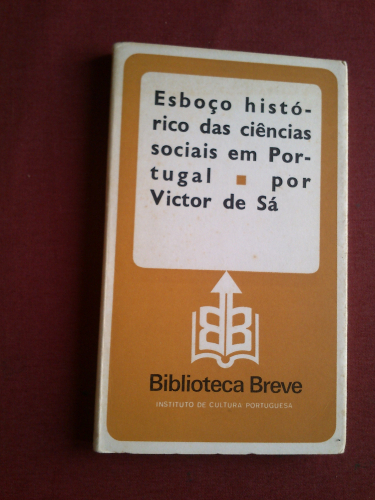 Esboço histó-
rico das ciências
sociais em Por-
tugal ▪ por
Victor de Sá
BB
Biblioteca Breve
INSTITUTO DE CULTURA PORTUGUESA